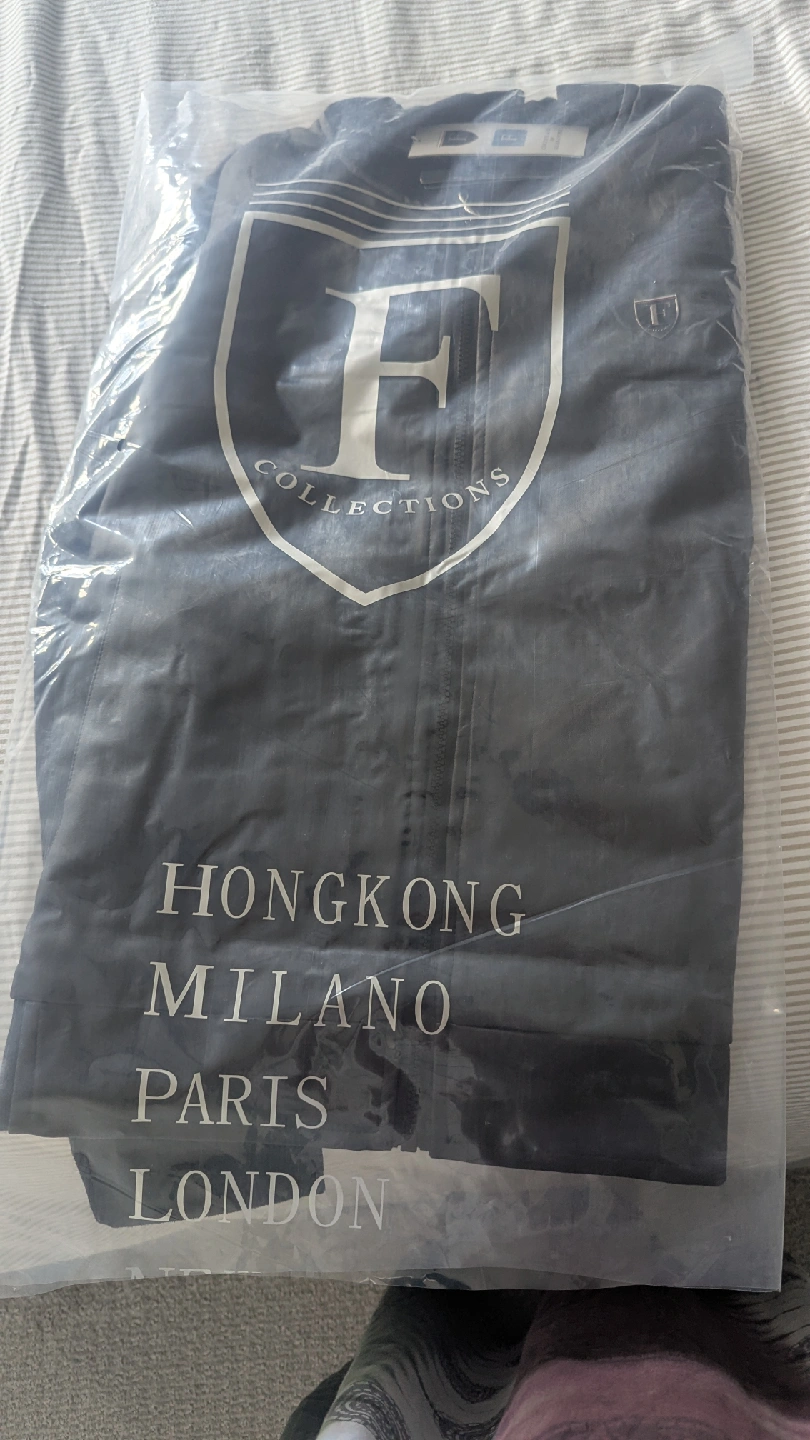 F
COLLECTIONS
F
HONGKONG
MILANO
PARIS
LONDON